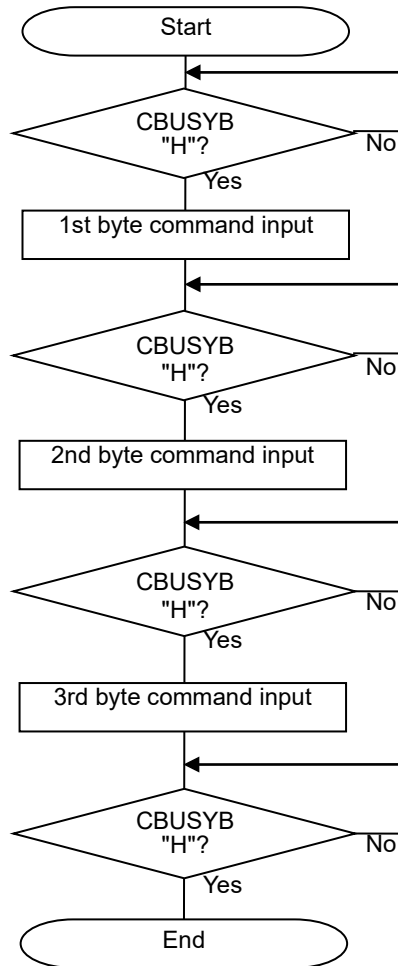 Start
CBUSYB
"H"?
No
Yes
1st byte command input
CBUSYB
"H"?
No
Yes
2nd byte command input
CBUSYB
"H"?
No
Yes
3rd byte command input
CBUSYB
"H"?
No
Yes
End